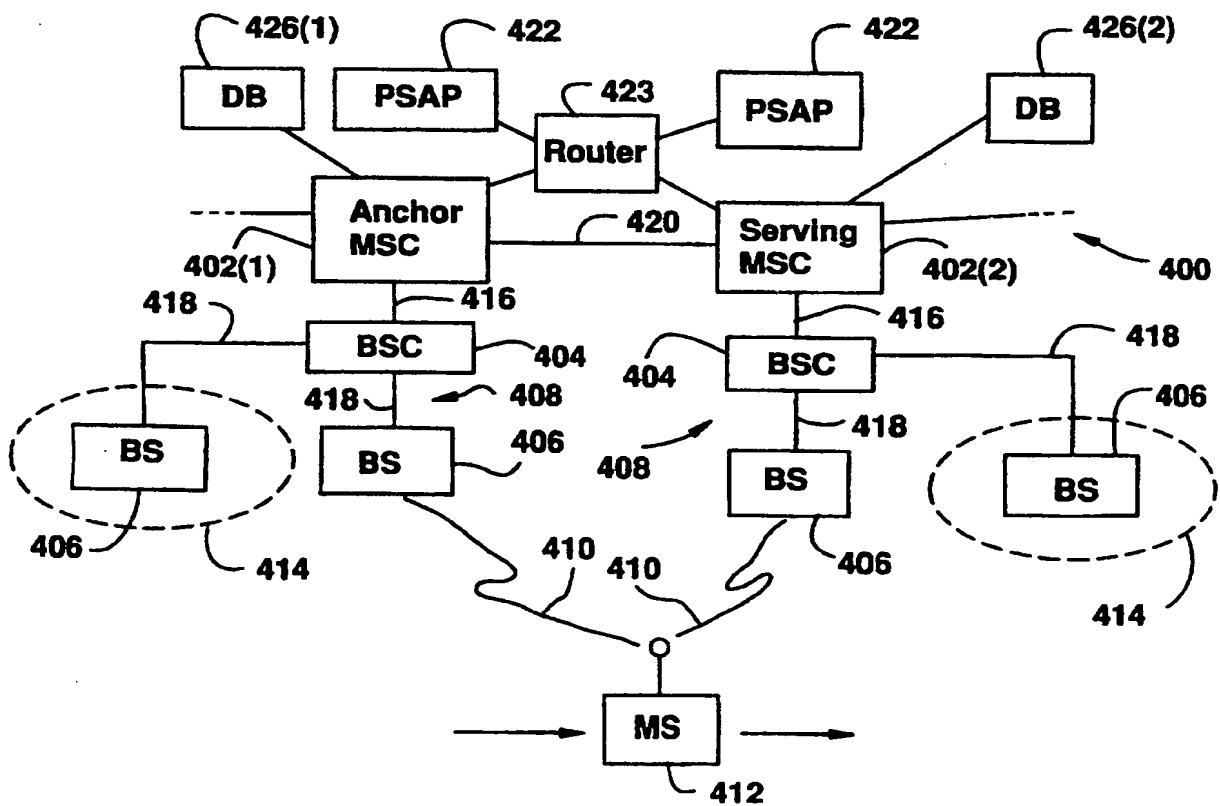 426(1)
422
422
426(2)
DB
PSAP
423
PSAP
DB
Router
Anchor
MSC
420
Serving
MSC
402(1)
402(2)
400
418
416
416
418
BSC
404
404
BSC
418
408
406
BS
BS
406
408
418
BS
BS
406
414
410
410
406
414
MS
412